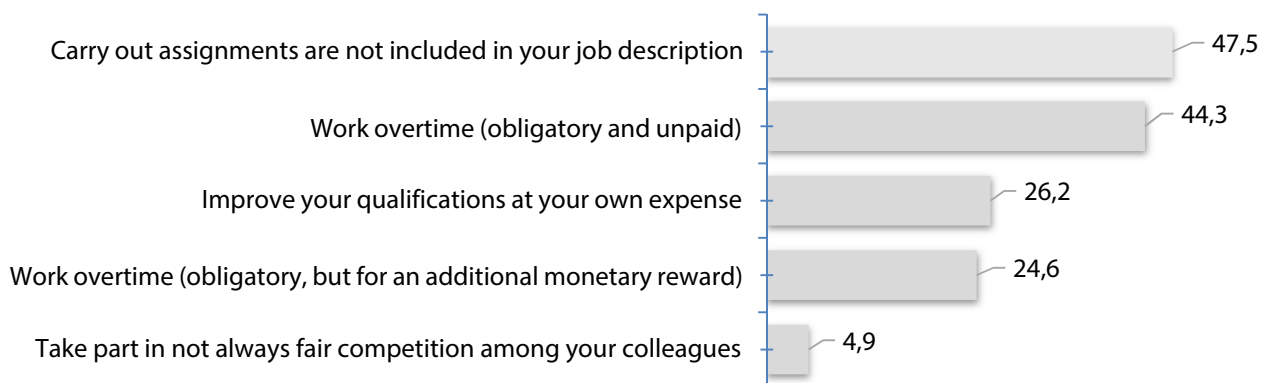 Carry out assignments are not included in your job description 47,5
Work overtime (obligatory and unpaid) 44,3
Improve your qualifications at your own expense 26,2
Work overtime (obligatory, but for an additional monetary reward) 24,6
Take part in not always fair competition among your colleagues 4,9